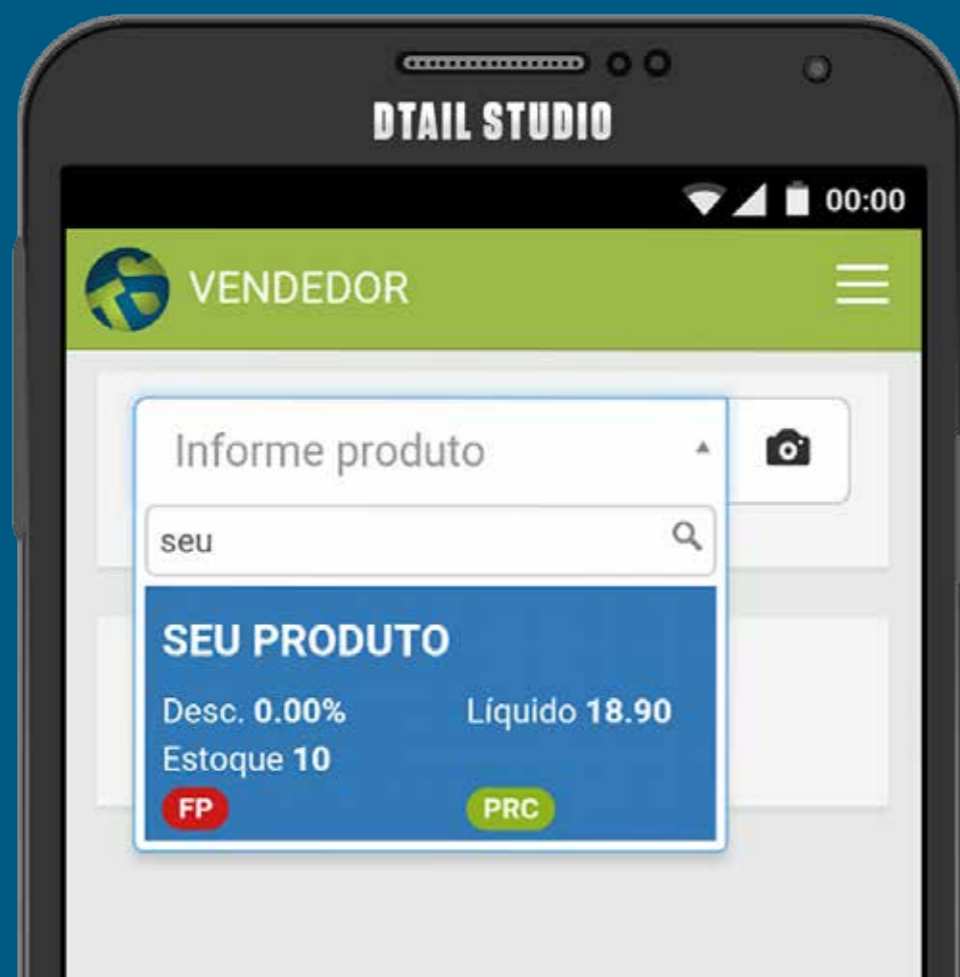 DTAIL STUDIO
00:00
VENDEDOR
Informe produto
seu
SEU PRODUTO
Desc. 0.00% Líquido 18.90
Estoque 10
FP PRC